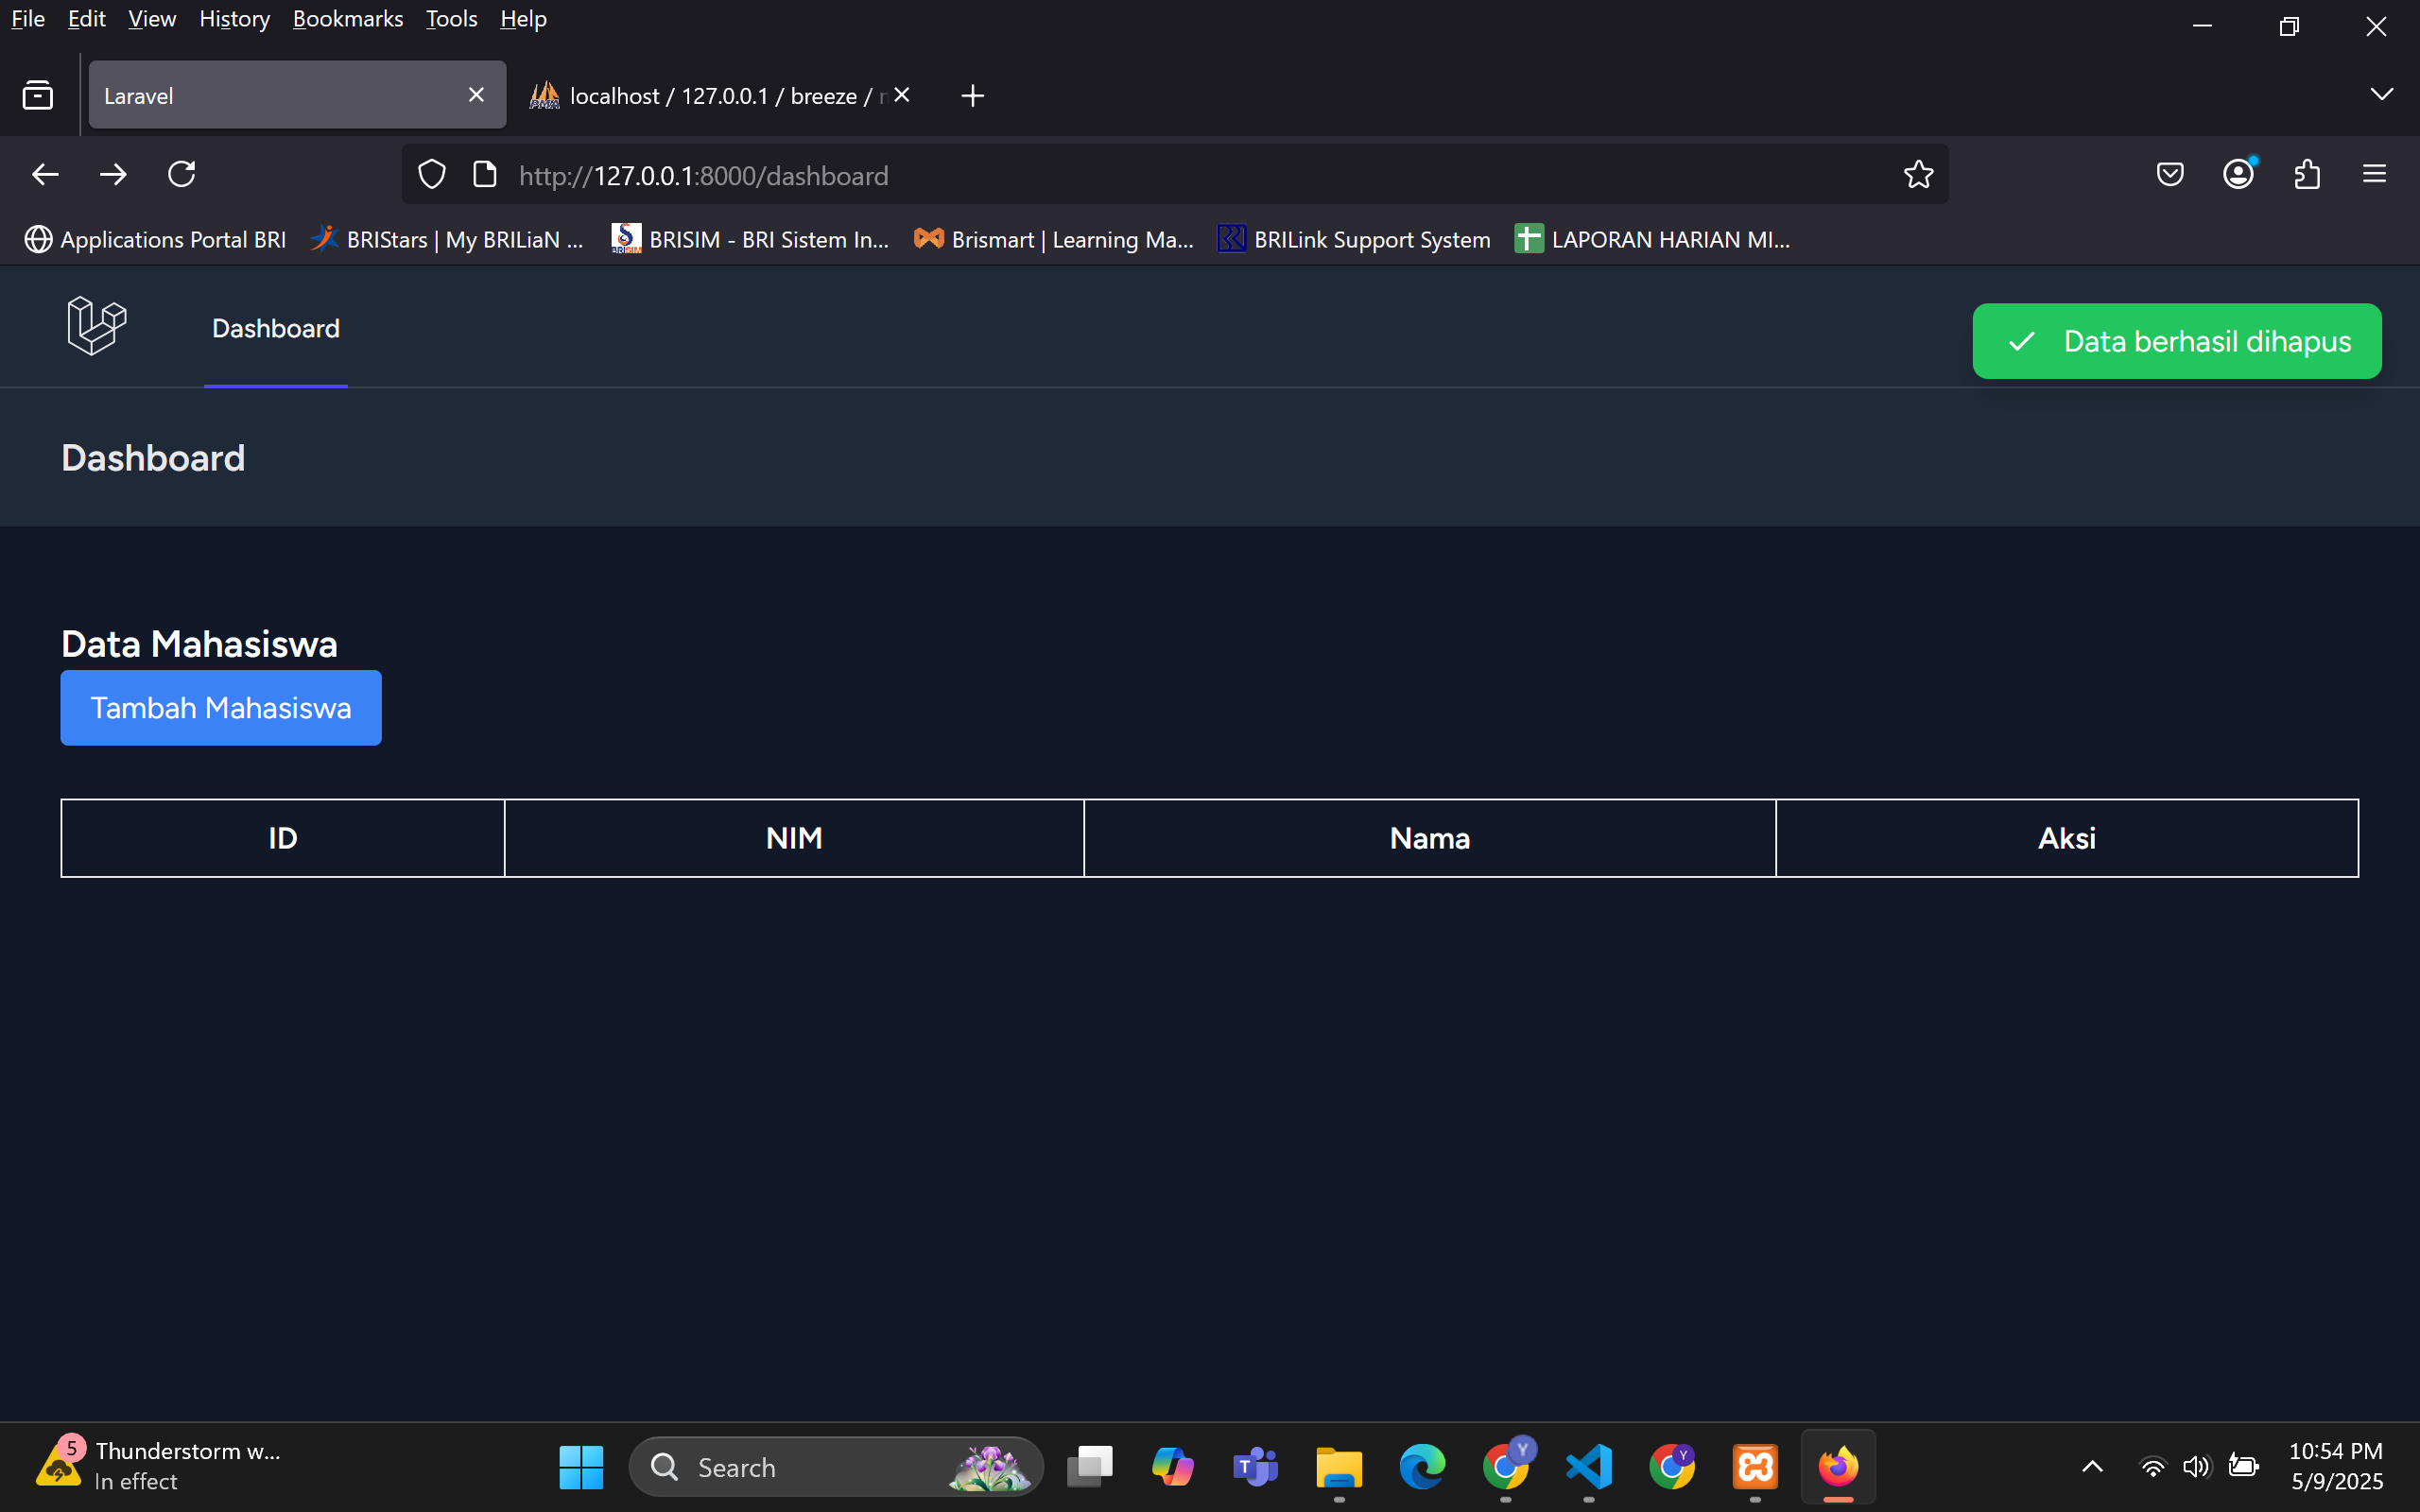 File Edit View History Bookmarks Tools Help
Laravel
localhost / 127.0.0.1 / breeze /
http://127.0.0.1:8000/dashboard
Applications Portal BRI
BRIStars | My BRILiaN ...
BRISIM - BRI Sistem In...
Brismart | Learning Ma...
BRILink Support System
LAPORAN HARIAN MI...
Dashboard
Data berhasil dihapus
Dashboard
Data Mahasiswa
Tambah Mahasiswa
ID NIM Nama Aksi
5
Thunderstorm w...
In effect
Search
10:54 PM
5/9/2025